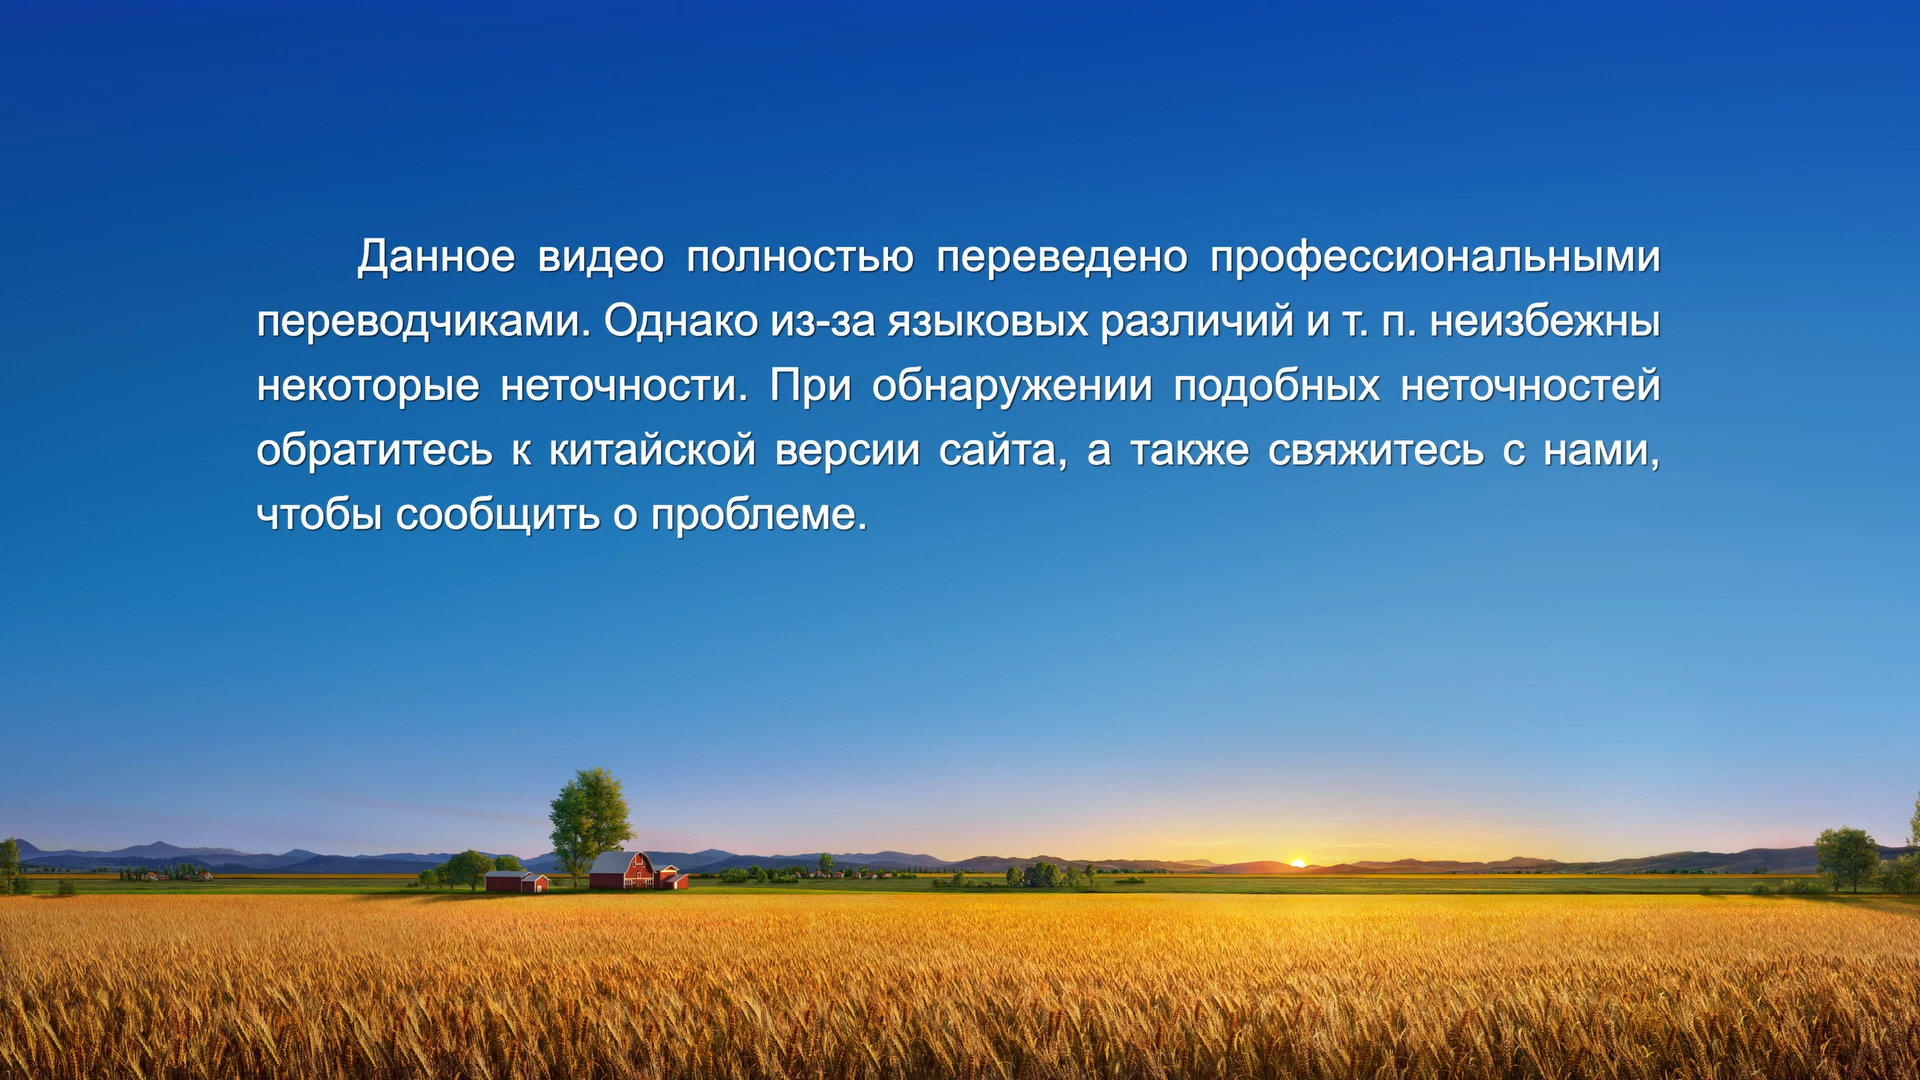 Данное видео полностью переведено профессиональными
переводчиками. Однако из-за языковых различий и т. п. неизбежны
некоторые неточности. При обнаружении подобных неточностей
обратитесь к китайской версии сайта, а также свяжитесь с нами,
чтобы сообщить о проблеме.